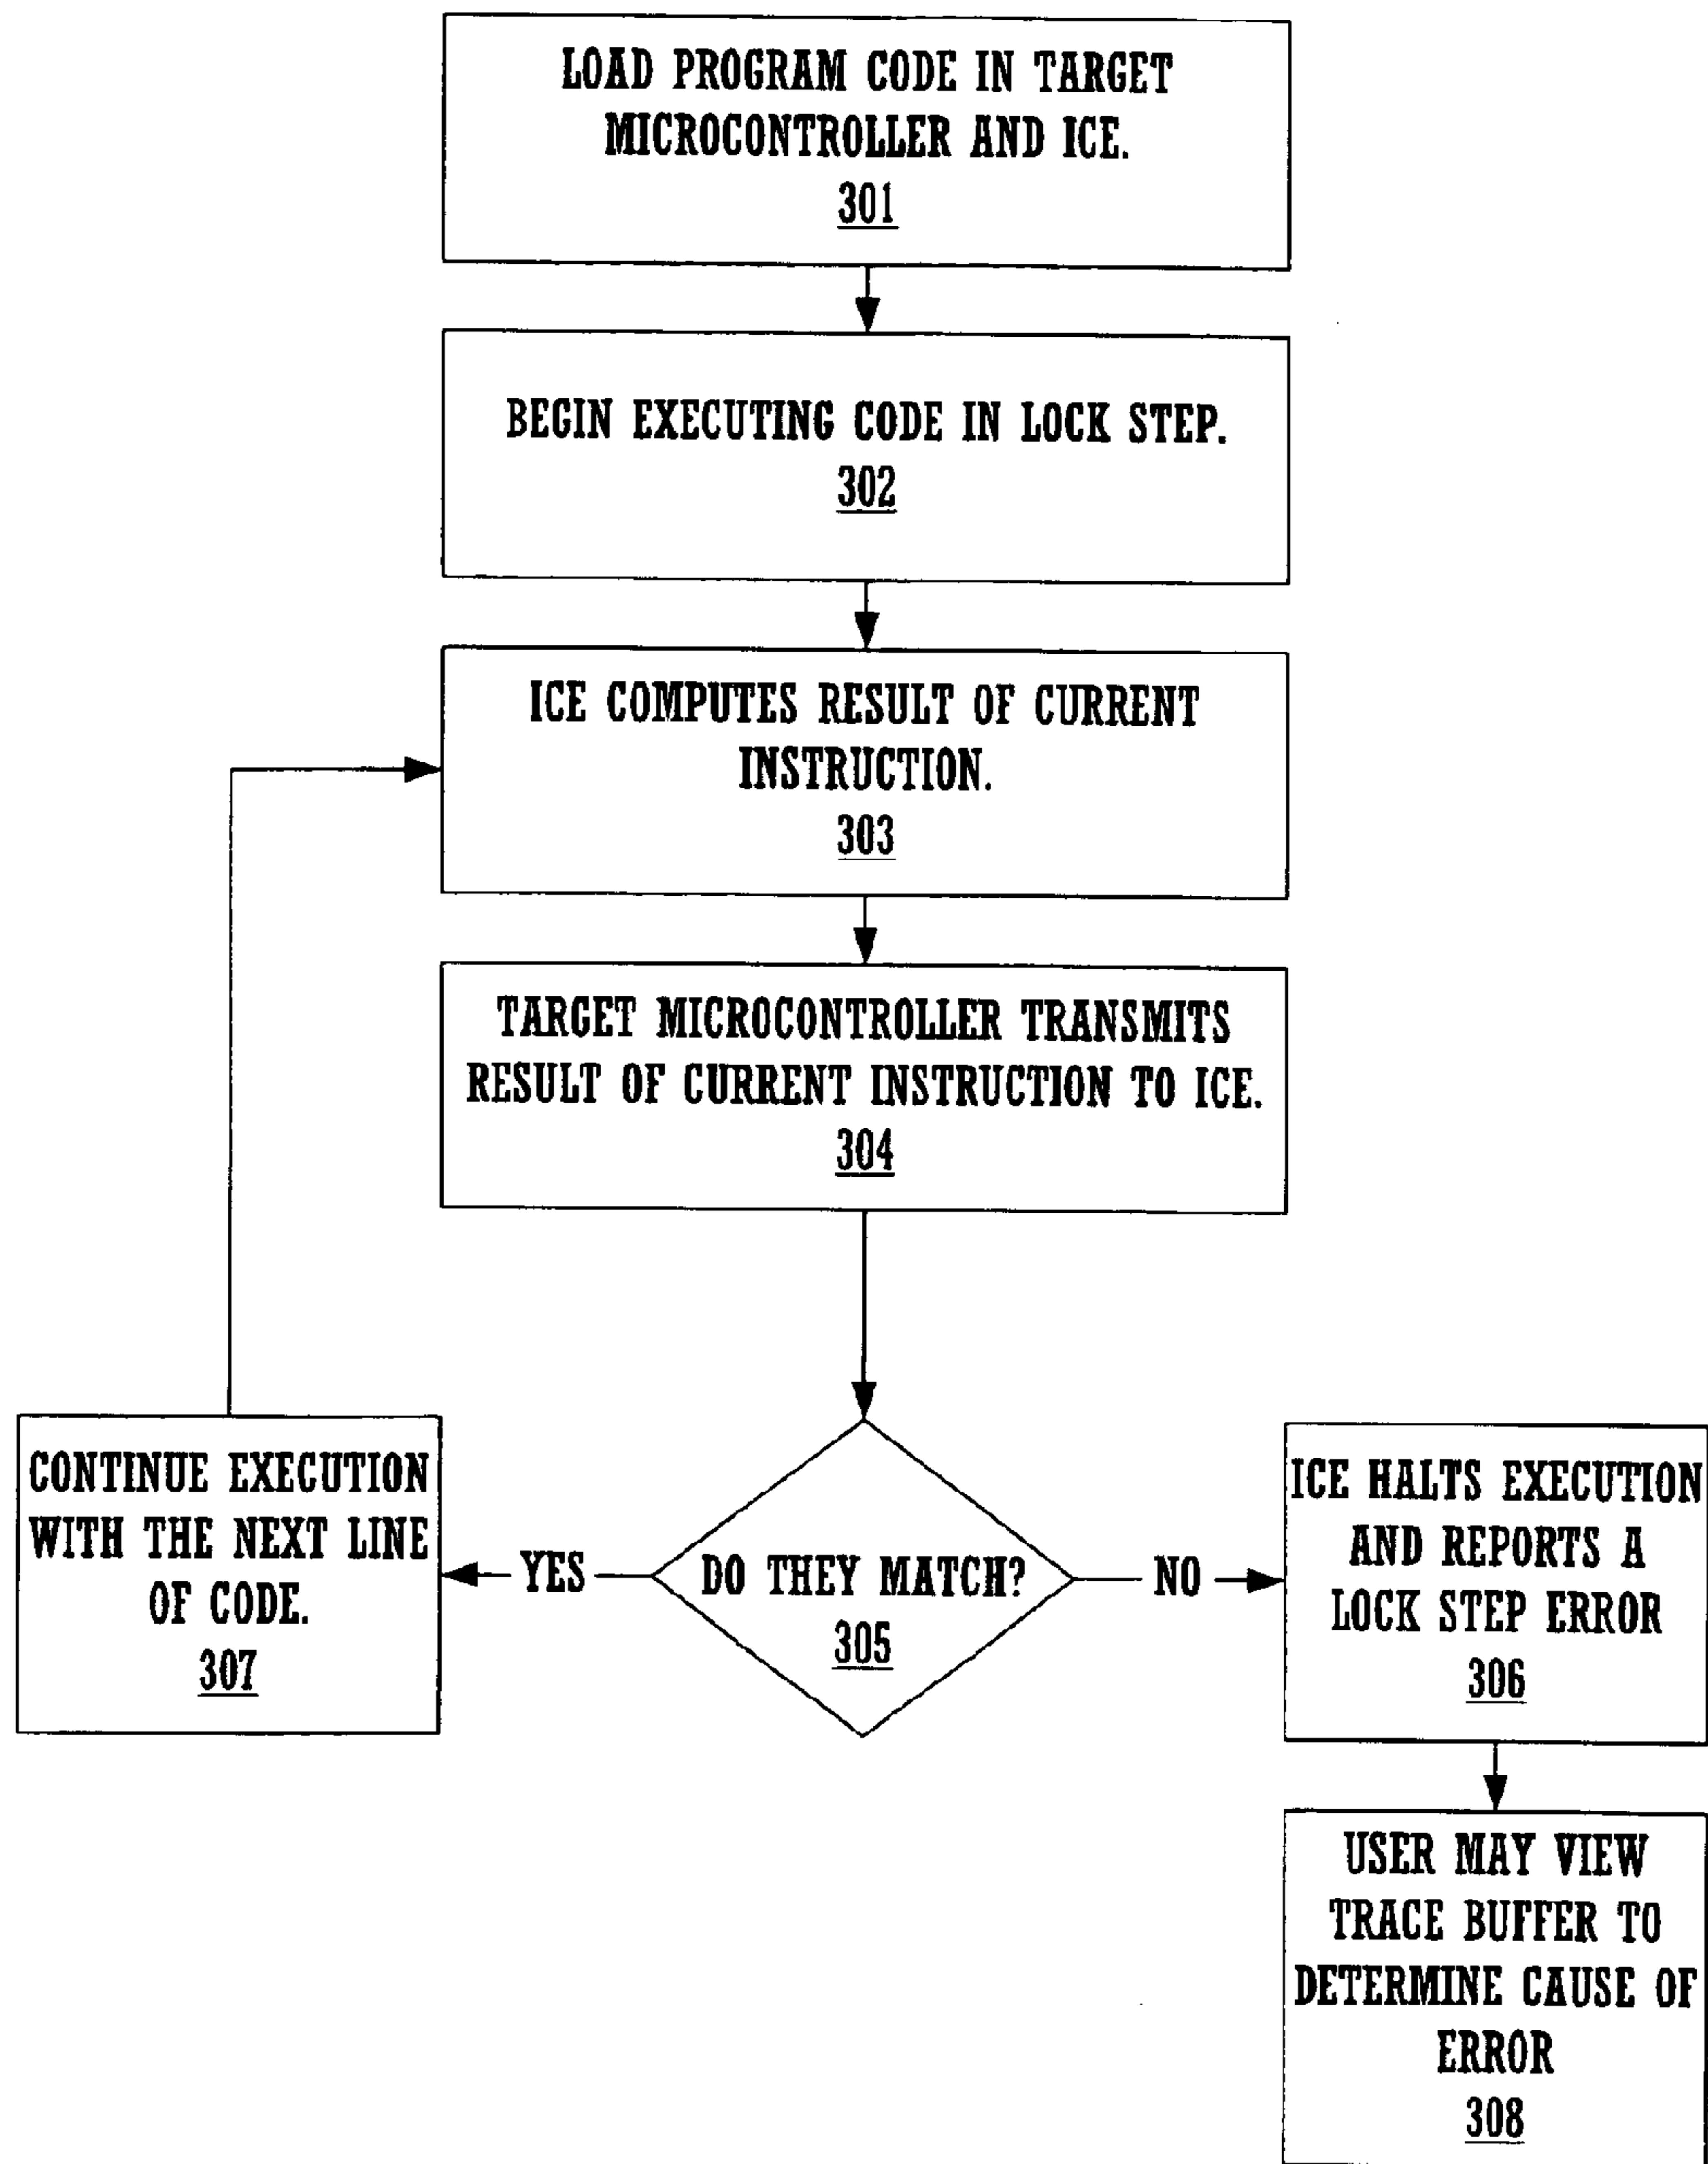 LOAD PROGRAM CODE IN TARGET
MICROCONTROLLER AND ICE.
301
BEGIN EXECUTING CODE IN LOCK STEP.
302
ICE COMPUTES RESULT OF CURRENT
INSTRUCTION.
303
TARGET MICROCONTROLLER TRANSMITS
RESULT OF CURRENT INSTRUCTION TO ICE.
304
DO THEY MATCH?
305
YES
NO
CONTINUE EXECUTION
WITH THE NEXT LINE
OF CODE.
307
ICE HALTS EXECUTION
AND REPORTS A
LOCK STEP ERROR
306
USER MAY VIEW
TRACE BUFFER TO
DETERMINE CAUSE OF
ERROR
308